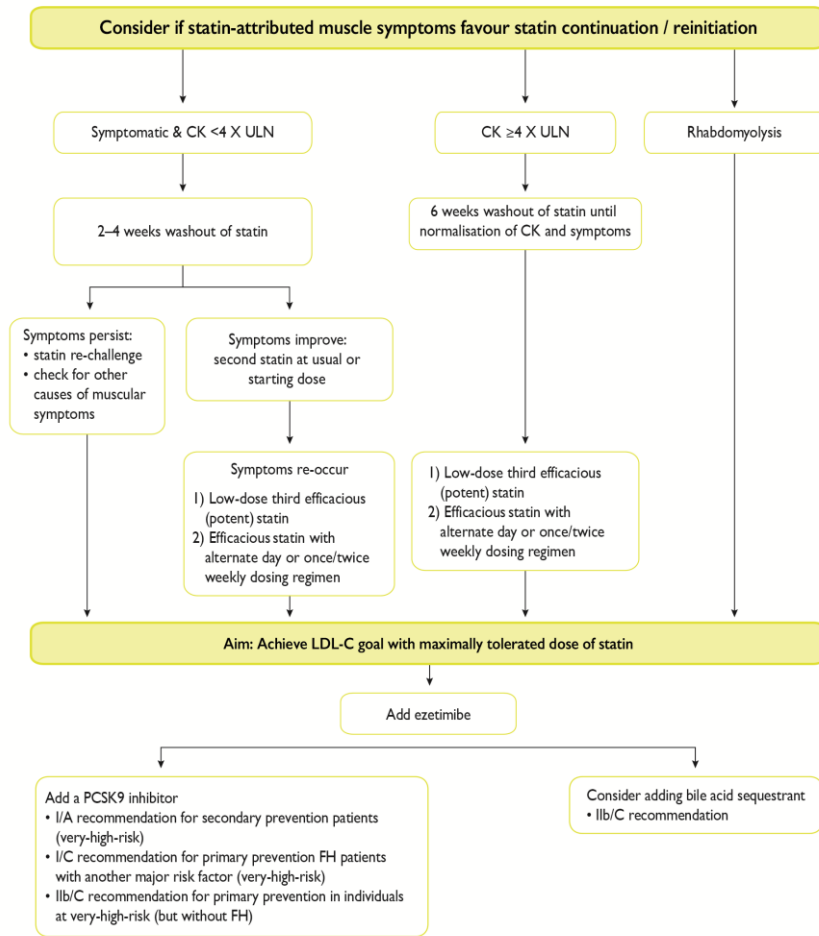 Consider if statin-attributed muscle symptoms favour statin continuation / reinitiation
Symptomatic & CK <4 X ULN
CK ≥4 X ULN
Rhabdomyolysis
2–4 weeks washout of statin
6 weeks washout of statin until
normalisation of CK and symptoms
Symptoms persist:
• statin re-challenge
• check for other
causes of muscular
symptoms
Symptoms improve:
second statin at usual or
starting dose
Symptoms re-occur
1) Low-dose third efficacious
(potent) statin
2) Efficacious statin with
alternate day or once/twice
weekly dosing regimen
1) Low-dose third efficacious
(potent) statin
2) Efficacious statin with
alternate day or once/twice
weekly dosing regimen
Aim: Achieve LDL-C goal with maximally tolerated dose of statin
Add ezetimibe
Add a PCSK9 inhibitor
• I/A recommendation for secondary prevention patients
(very-high-risk)
• I/C recommendation for primary prevention FH patients
with another major risk factor (very-high-risk)
• IIb/C recommendation for primary prevention in individuals
at very-high-risk (but without FH)
Consider adding bile acid sequestrant
• IIb/C recommendation